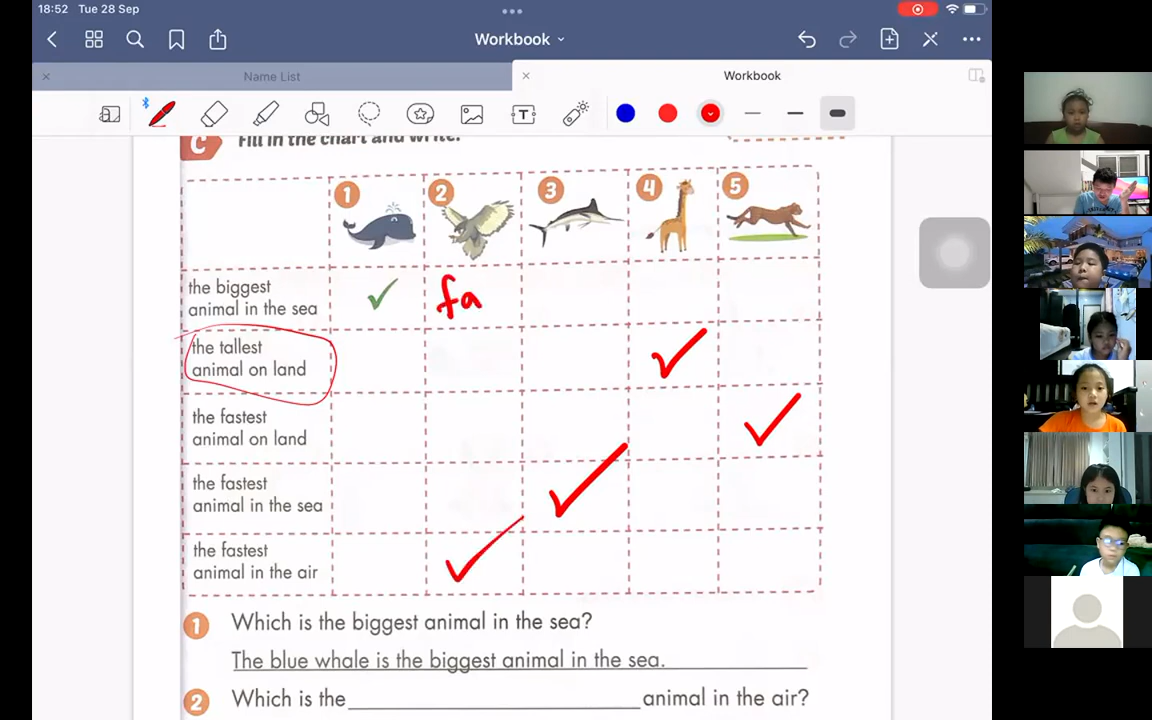 18:52 Tue 28 Sep
Workbook
Name List
Workbook
T
C Fill in the chart and write.
1 2 3 4 5
the biggest
animal in the sea
fa
the tallest
animal on land
the fastest
animal on land
the fastest
animal in the sea
the fastest
animal in the air
1 Which is the biggest animal in the sea?
The blue whale is the biggest animal in the sea.
2 Which is the ____________ animal in the air?